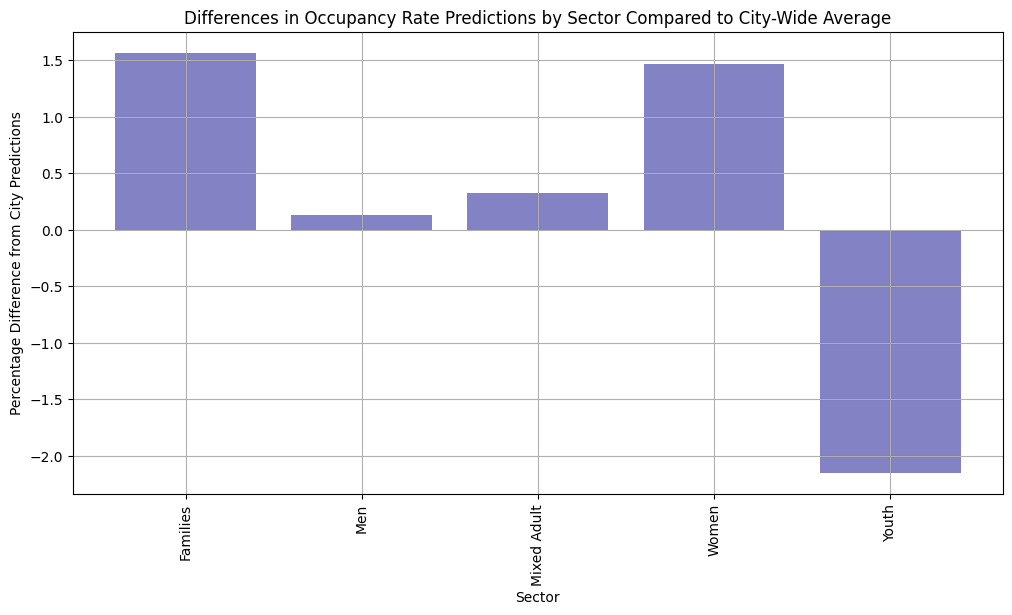 Differences in Occupancy Rate Predictions by Sector Compared to City-Wide Average
Percentage Difference from City Predictions
1.5
1.0
0.5
0.0
−0.5
−1.0
−1.5
−2.0
Families
Men
Mixed Adult
Women
Youth
Sector